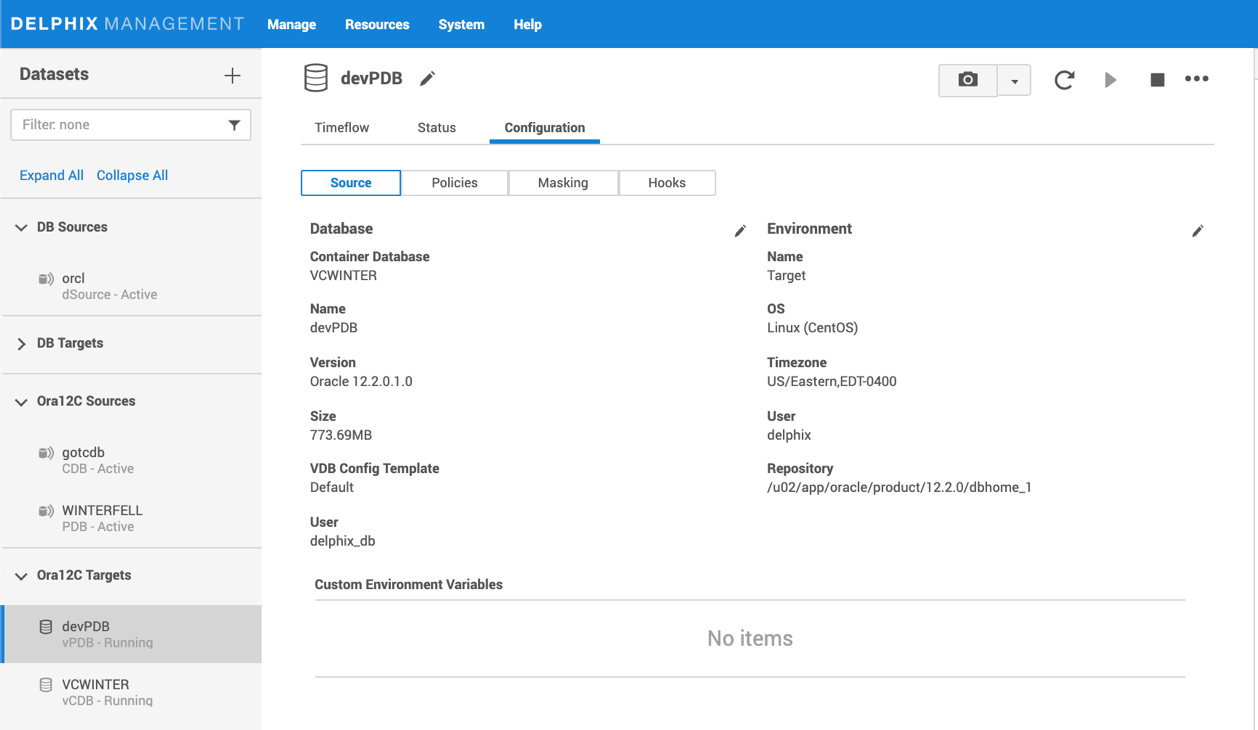 DELPHIX MANAGEMENT Manage Resources System Help
Datasets
Filter: none
Expand All Collapse All
DB Sources
orcl
dSource - Active
DB Targets
Ora12C Sources
gotcdb
CDB - Active
WINTERFELL
PDB - Active
Ora12C Targets
devPDB
vPDB - Running
VCWINTER
vCDB - Running
devPDB
Timeflow Status Configuration
Source Policies Masking Hooks
Database
Container Database
VCWINTER
Name
devPDB
Version
Oracle 12.2.0.1.0
Size
773.69MB
VDB Config Template
Default
User
delphix_db
Environment
Name
Target
OS
Linux (CentOS)
Timezone
US/Eastern,EDT-0400
User
delphix
Repository
/u02/app/oracle/product/12.2.0/dbhome_1
Custom Environment Variables
No items